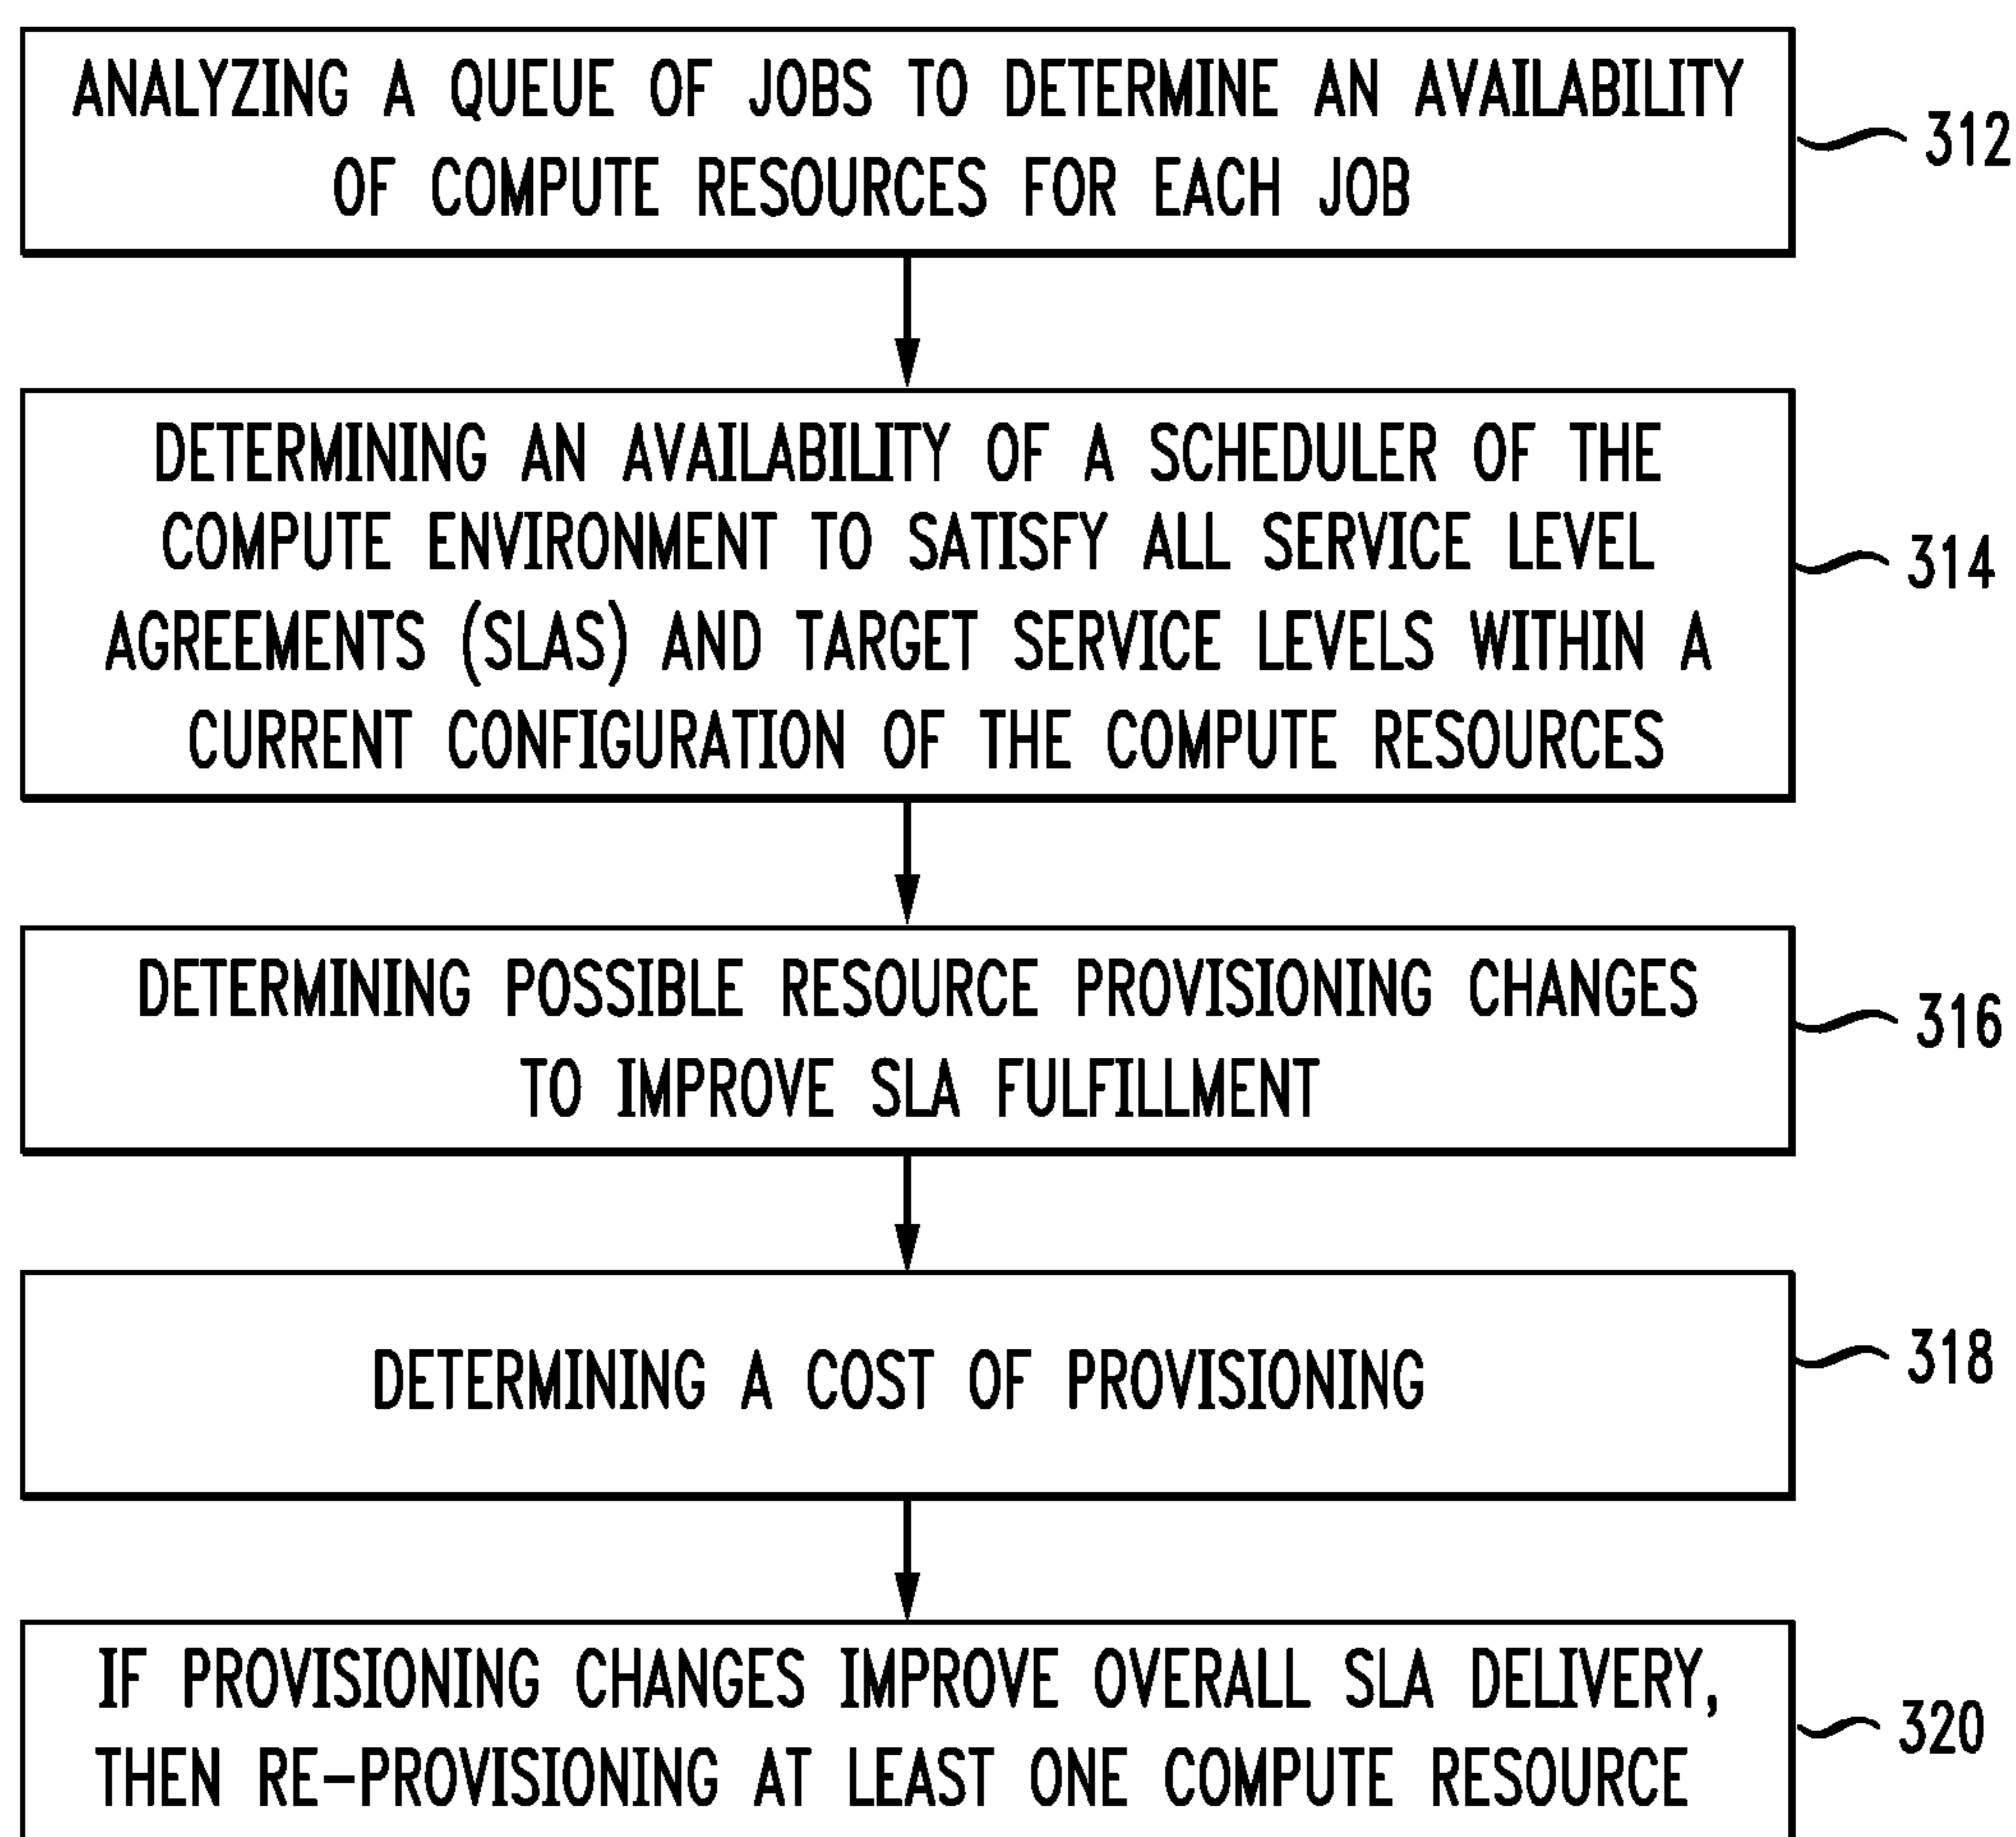 ANALYZING A QUEUE OF JOBS TO DETERMINE AN AVAILABILITY
OF COMPUTE RESOURCES FOR EACH JOB
312
DETERMINING AN AVAILABILITY OF A SCHEDULER OF THE
COMPUTE ENVIRONMENT TO SATISFY ALL SERVICE LEVEL
AGREEMENTS (SLAS) AND TARGET SERVICE LEVELS WITHIN A
CURRENT CONFIGURATION OF THE COMPUTE RESOURCES
314
DETERMINING POSSIBLE RESOURCE PROVISIONING CHANGES
TO IMPROVE SLA FULFILLMENT
316
DETERMINING A COST OF PROVISIONING
318
IF PROVISIONING CHANGES IMPROVE OVERALL SLA DELIVERY,
THEN RE-PROVISIONING AT LEAST ONE COMPUTE RESOURCE
320